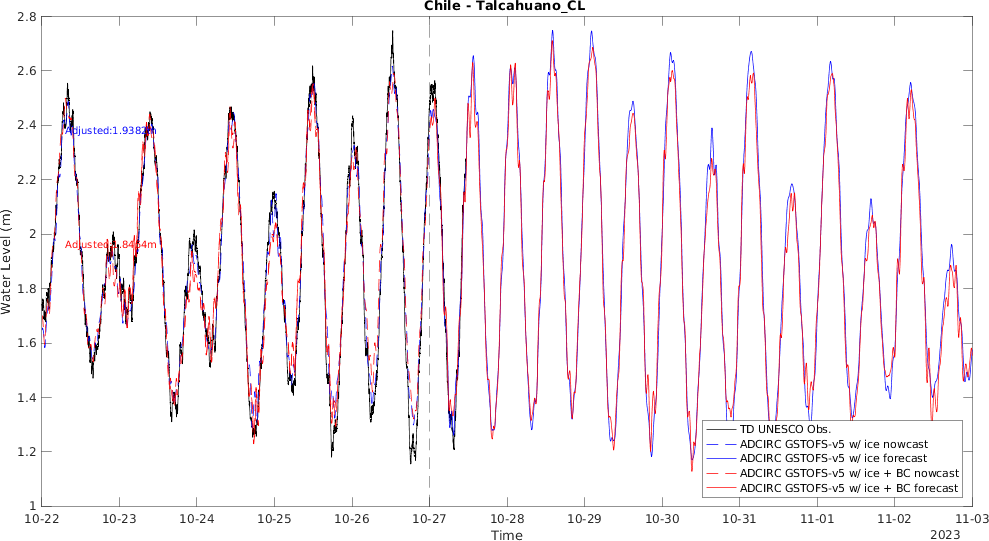 Chile - Talcahuano_CL
2.8
2.6
2.4
2.2
2
1.8
1.6
1.4
1.2
1
Water Level (m)
Adjusted:1.9382m
10-22
10-23
10-24
10-25
10-26
10-27
10-28
10-29
10-30
10-31
11-01
11-02
11-03
Time
2023
TD UNESCO Obs.
ADCIRC GSTOFS-v5 w/ ice nowcast
ADCIRC GSTOFS-v5 w/ ice forecast
ADCIRC GSTOFS-v5 w/ ice + BC nowcast
ADCIRC GSTOFS-v5 w/ ice + BC forecast